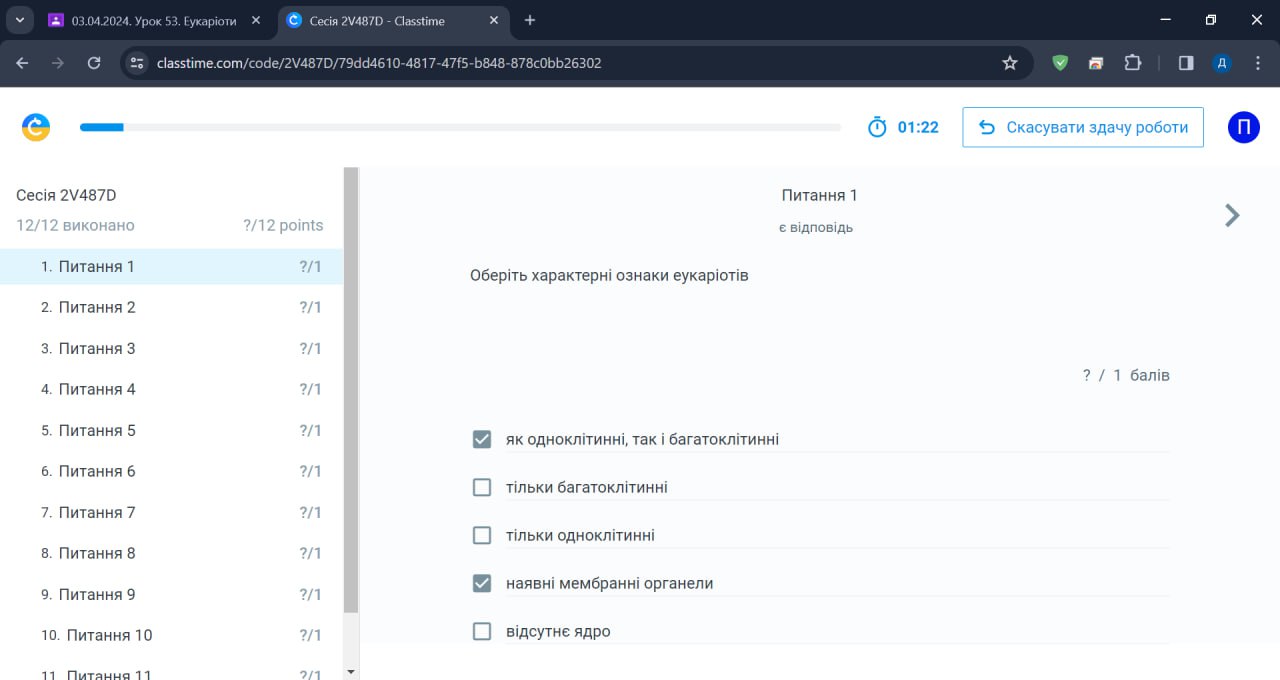 03.04.2024. Урок 53. Еукаріоти
Сесія 2V487D - Classtime
classtime.com/code/2V487D/79dd4610-4817-47f5-b848-878c0bb26302
Д
01:22
Скасувати здачу роботи
П
Сесія 2V487D
12/12 виконано ?/12 points
1. Питання 1 ?/1
2. Питання 2 ?/1
3. Питання 3 ?/1
4. Питання 4 ?/1
5. Питання 5 ?/1
6. Питання 6 ?/1
7. Питання 7 ?/1
8. Питання 8 ?/1
9. Питання 9 ?/1
10. Питання 10 ?/1
11. Питання 11 ?/1
Питання 1
є відповідь
Оберіть характерні ознаки еукаріотів
? / 1 балів
як одноклітинні, так і багатоклітинні
тільки багатоклітинні
тільки одноклітинні
наявні мембранні органели
відсутнє ядро